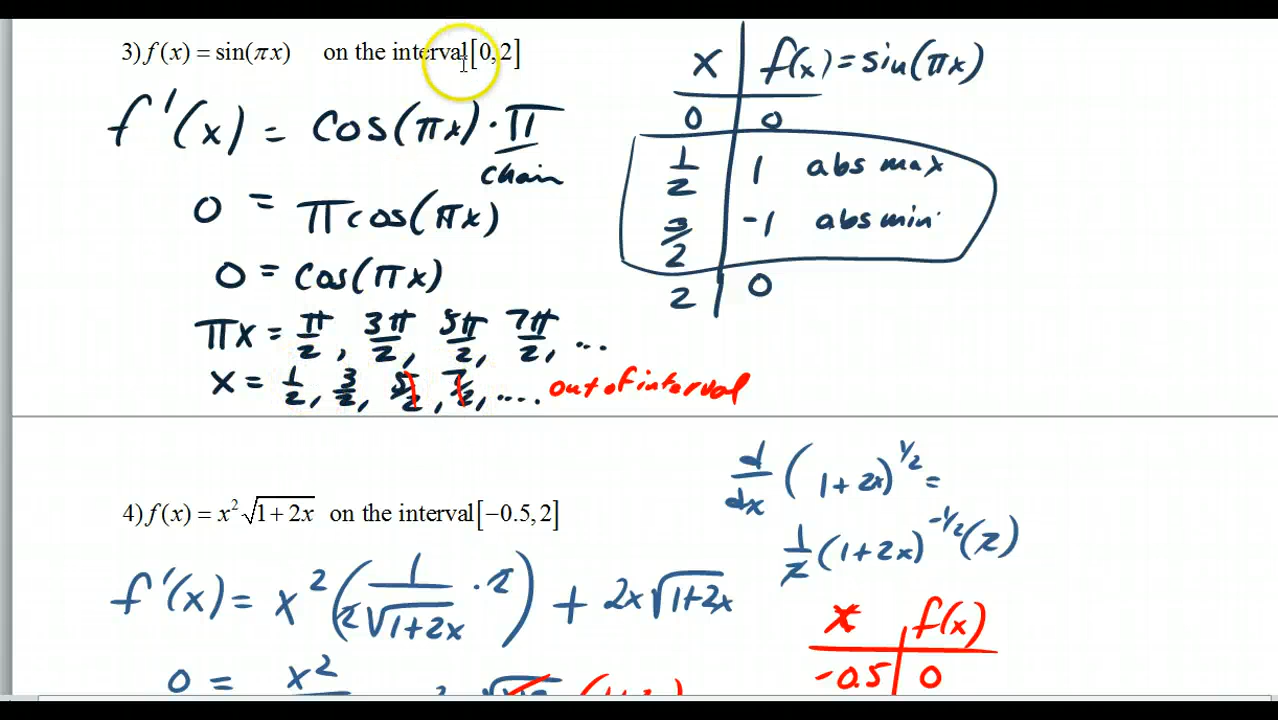 3) f(x) = sin(πx) on the interval [0, 2]
f'(x) = cos(πx) · π
chain
0 = π cos(πx)
0 = cos(πx)
πx = π/2, 3π/2, 5π/2, 7π/2, ...
x = 1/2, 3/2, 5/2, 7/2, .... out of interval
x | f(x) = sin(πx)
0 | 0
1/2 | 1 abs max
3/2 | -1 abs min
2 | 0
4) f(x) = x²√(1 + 2x) on the interval [−0.5, 2]
f'(x) = x² (1/(2√(1+2x)) · 2) + 2x√(1+2x)
0 = x²
d/dx (1+2x)^(1/2) =
1/2 (1+2x)^(-1/2) (2)
x | f(x)
-0.5 | 0